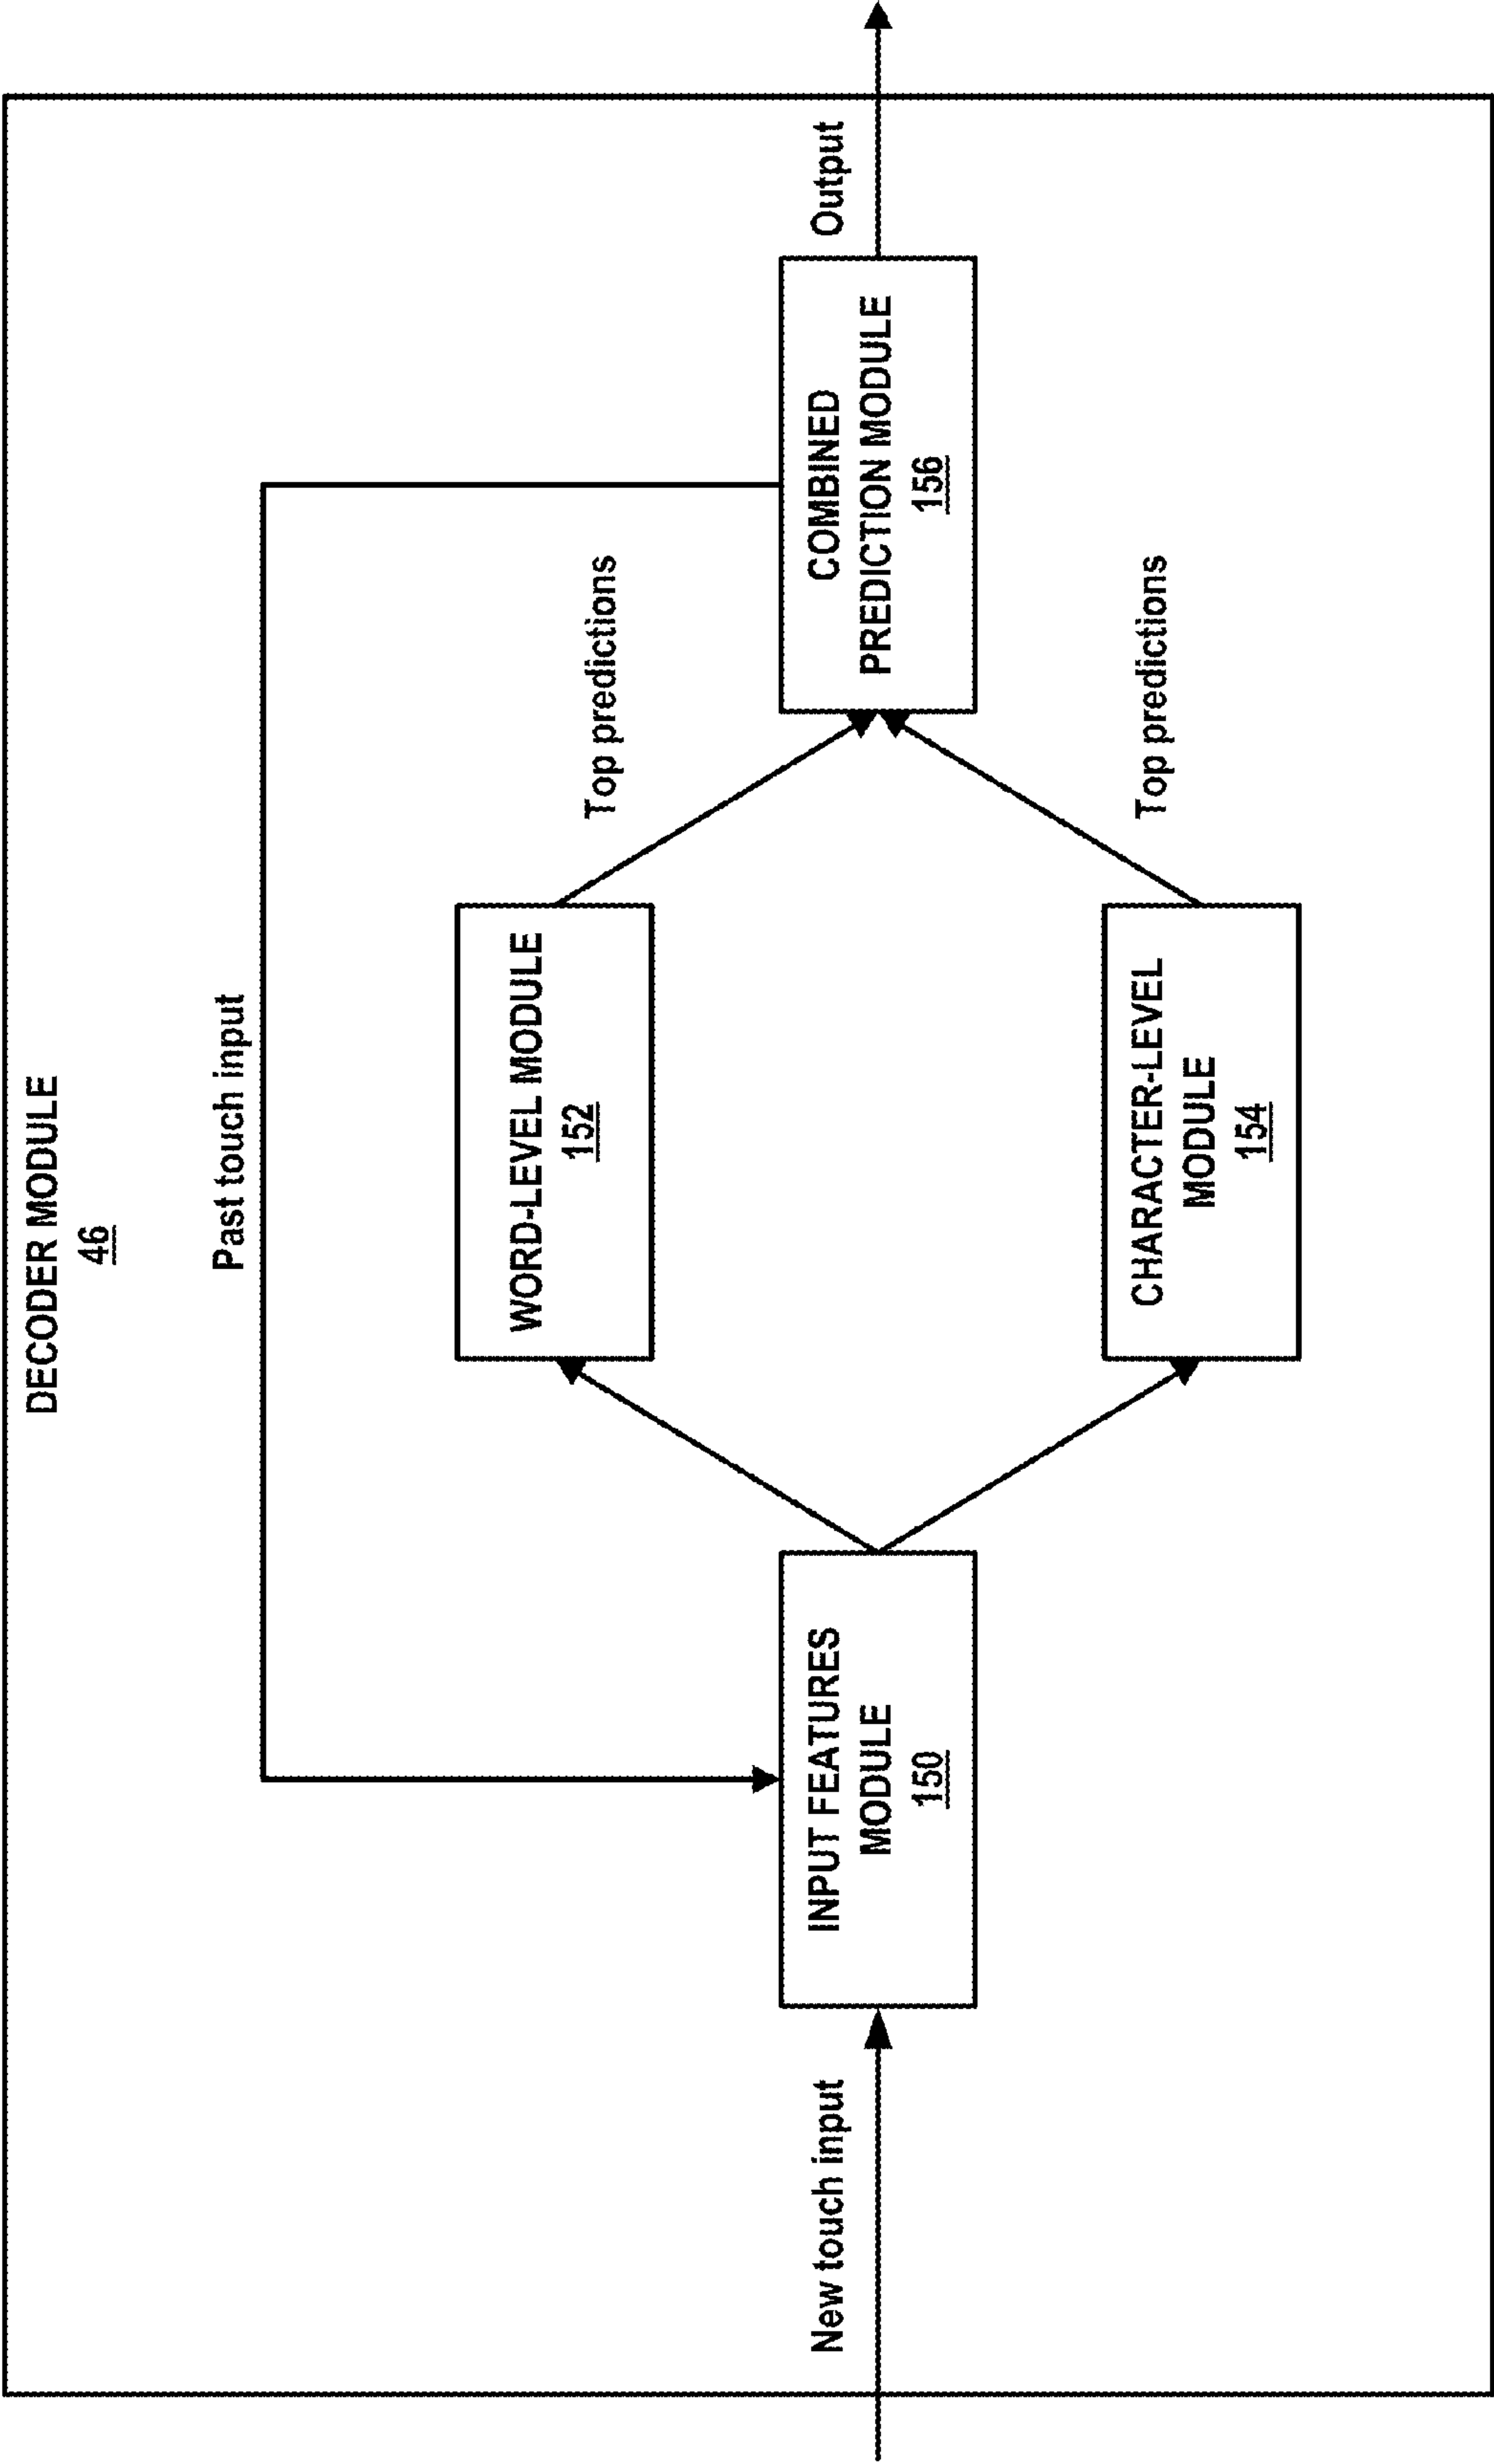 DECODER MODULE
46
Past touch input
WORD-LEVEL MODULE
152
Top predictions
New touch input
INPUT FEATURES
MODULE
150
COMBINED
PREDICTION MODULE
156
Output
CHARACTER-LEVEL
MODULE
154
Top predictions